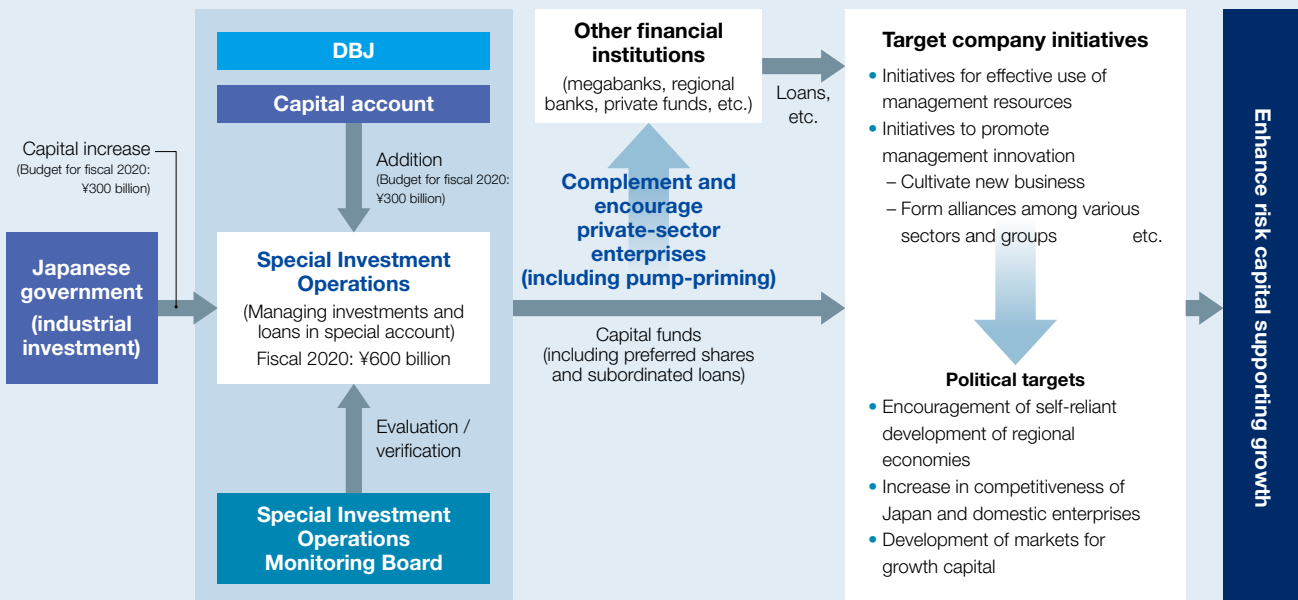 Capital increase
(Budget for fiscal 2020:
¥300 billion)
Japanese
government
(industrial
investment)
DBJ
Capital account
Addition
(Budget for fiscal 2020:
¥300 billion)
Special Investment
Operations
(Managing investments and
loans in special account)
Fiscal 2020: ¥600 billion
Evaluation /
verification
Special Investment
Operations
Monitoring Board
Other financial
institutions
(megabanks, regional
banks, private funds, etc.)
Loans,
etc.
Complement and
encourage
private-sector
enterprises
(including pump-priming)
Capital funds
(including preferred shares
and subordinated loans)
Target company initiatives
• Initiatives for effective use of
management resources
• Initiatives to promote
management innovation
– Cultivate new business
– Form alliances among various
sectors and groups etc.
Political targets
• Encouragement of self-reliant
development of regional
economies
• Increase in competitiveness of
Japan and domestic enterprises
• Development of markets for
growth capital
Enhance risk capital supporting growth